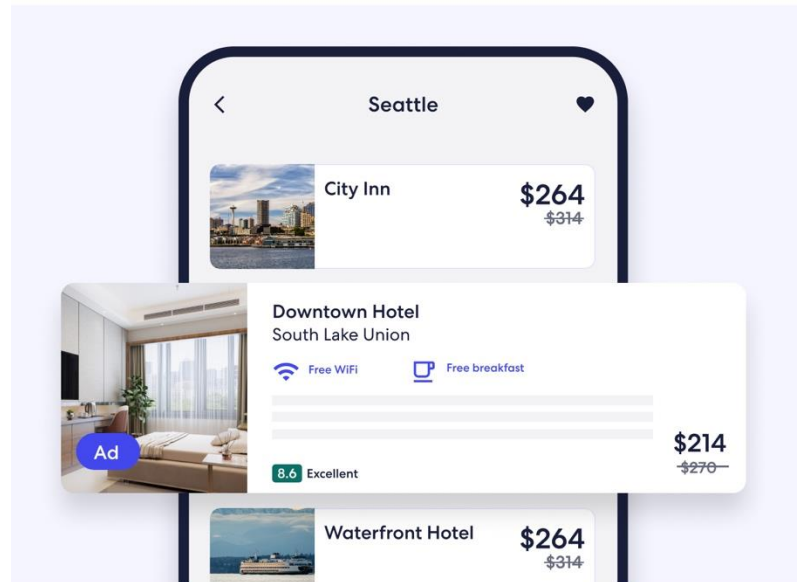 Seattle
City Inn
$264
$314
Downtown Hotel
South Lake Union
Free WiFi
Free breakfast
Ad
8.6 Excellent
$214
$270
Waterfront Hotel
$264
$314